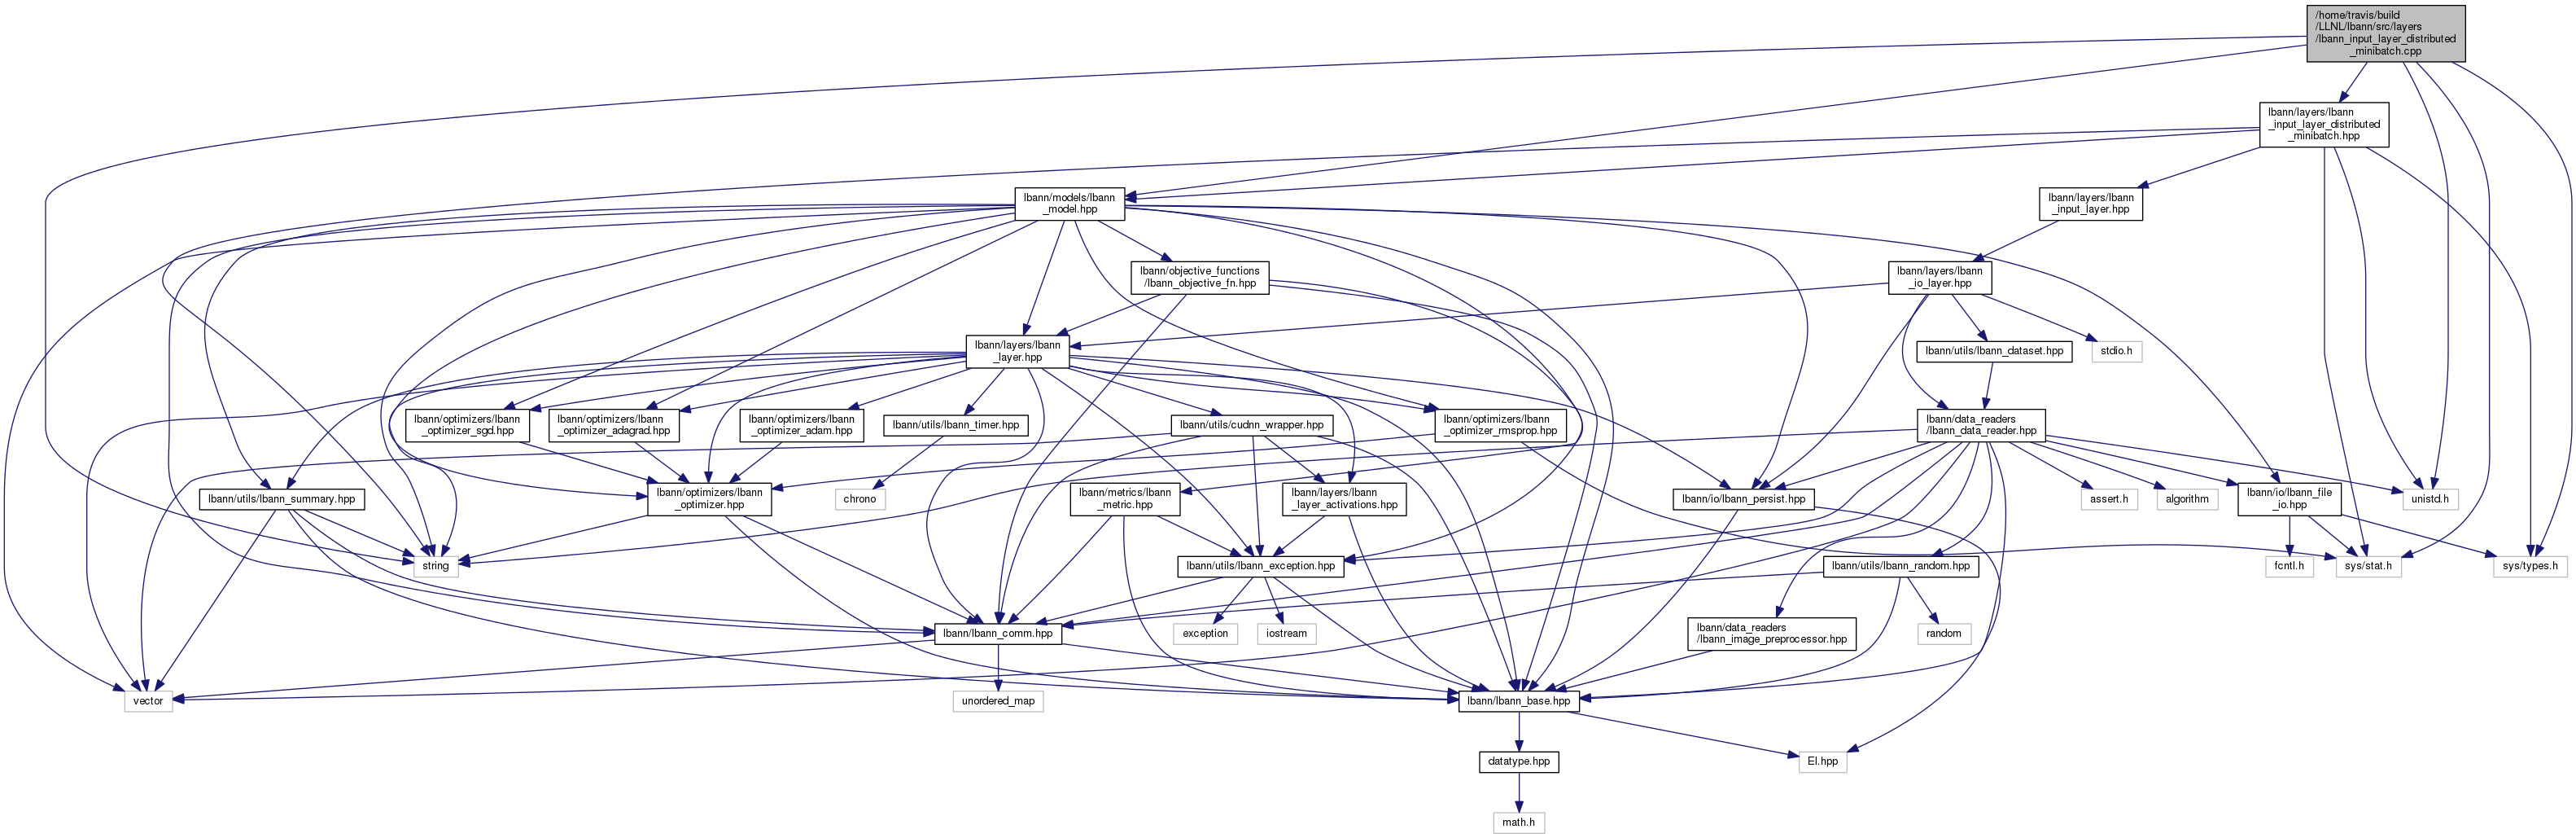 /home/travis/build
/LLNL/lbann/src/layers
/lbann_input_layer_distributed
_minibatch.cpp
lbann/layers/lbann
_input_layer_distributed
_minibatch.hpp
lbann/models/lbann
_model.hpp
lbann/layers/lbann
_input_layer.hpp
lbann/objective_functions
/lbann_objective_fn.hpp
lbann/layers/lbann
_io_layer.hpp
lbann/layers/lbann
_layer.hpp
lbann/utils/lbann_dataset.hpp
stdio.h
lbann/optimizers/lbann
_optimizer_sgd.hpp
lbann/optimizers/lbann
_optimizer_adagrad.hpp
lbann/optimizers/lbann
_optimizer_adam.hpp
lbann/utils/lbann_timer.hpp
lbann/utils/cudnn_wrapper.hpp
lbann/optimizers/lbann
_optimizer_rmsprop.hpp
lbann/data_readers
/lbann_data_reader.hpp
lbann/utils/lbann_summary.hpp
lbann/optimizers/lbann
_optimizer.hpp
chrono
lbann/metrics/lbann
_metric.hpp
lbann/layers/lbann
_layer_activations.hpp
lbann/io/lbann_persist.hpp
assert.h
algorithm
lbann/io/lbann_file
_io.hpp
unistd.h
string
lbann/utils/lbann_exception.hpp
lbann/utils/lbann_random.hpp
fcntl.h
sys/stat.h
sys/types.h
lbann/lbann_comm.hpp
exception
iostream
lbann/data_readers
/lbann_image_preprocessor.hpp
random
vector
unordered_map
lbann/lbann_base.hpp
datatype.hpp
El.hpp
math.h